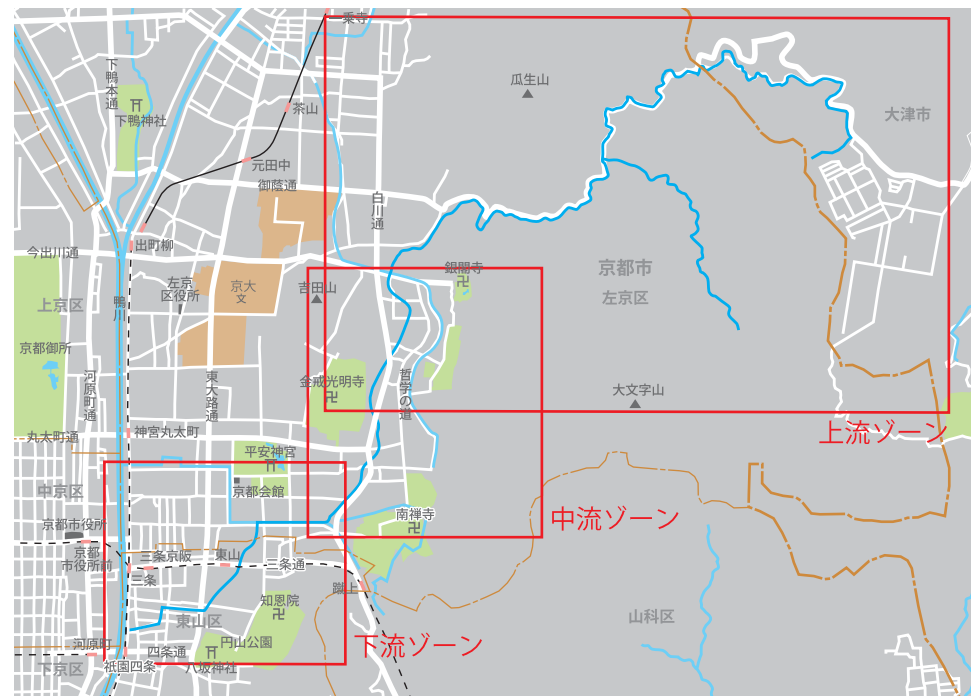 一乗寺
瓜生山
下鴨本通
下鴨神社
茶山
大津市
元田中
御蔭通
白川通
今出川通
出町柳
銀閣寺
京都市
左京区
左京
区役所
京大
文
吉田山
上京区
鴨川
京都御所
河原町通
東大路通
金戒光明寺
哲学の道
大文字山
上流ゾーン
丸太町通
神宮丸太町
平安神宮
中京区
京都会館
南禅寺
中流ゾーン
京都市役所
京都
市役所前
三条京阪
東山
三条通
三条
蹴上
知恩院
東山区
山科区
河原町
四条通
円山公園
下流ゾーン
下京区
祇園四条
八坂神社